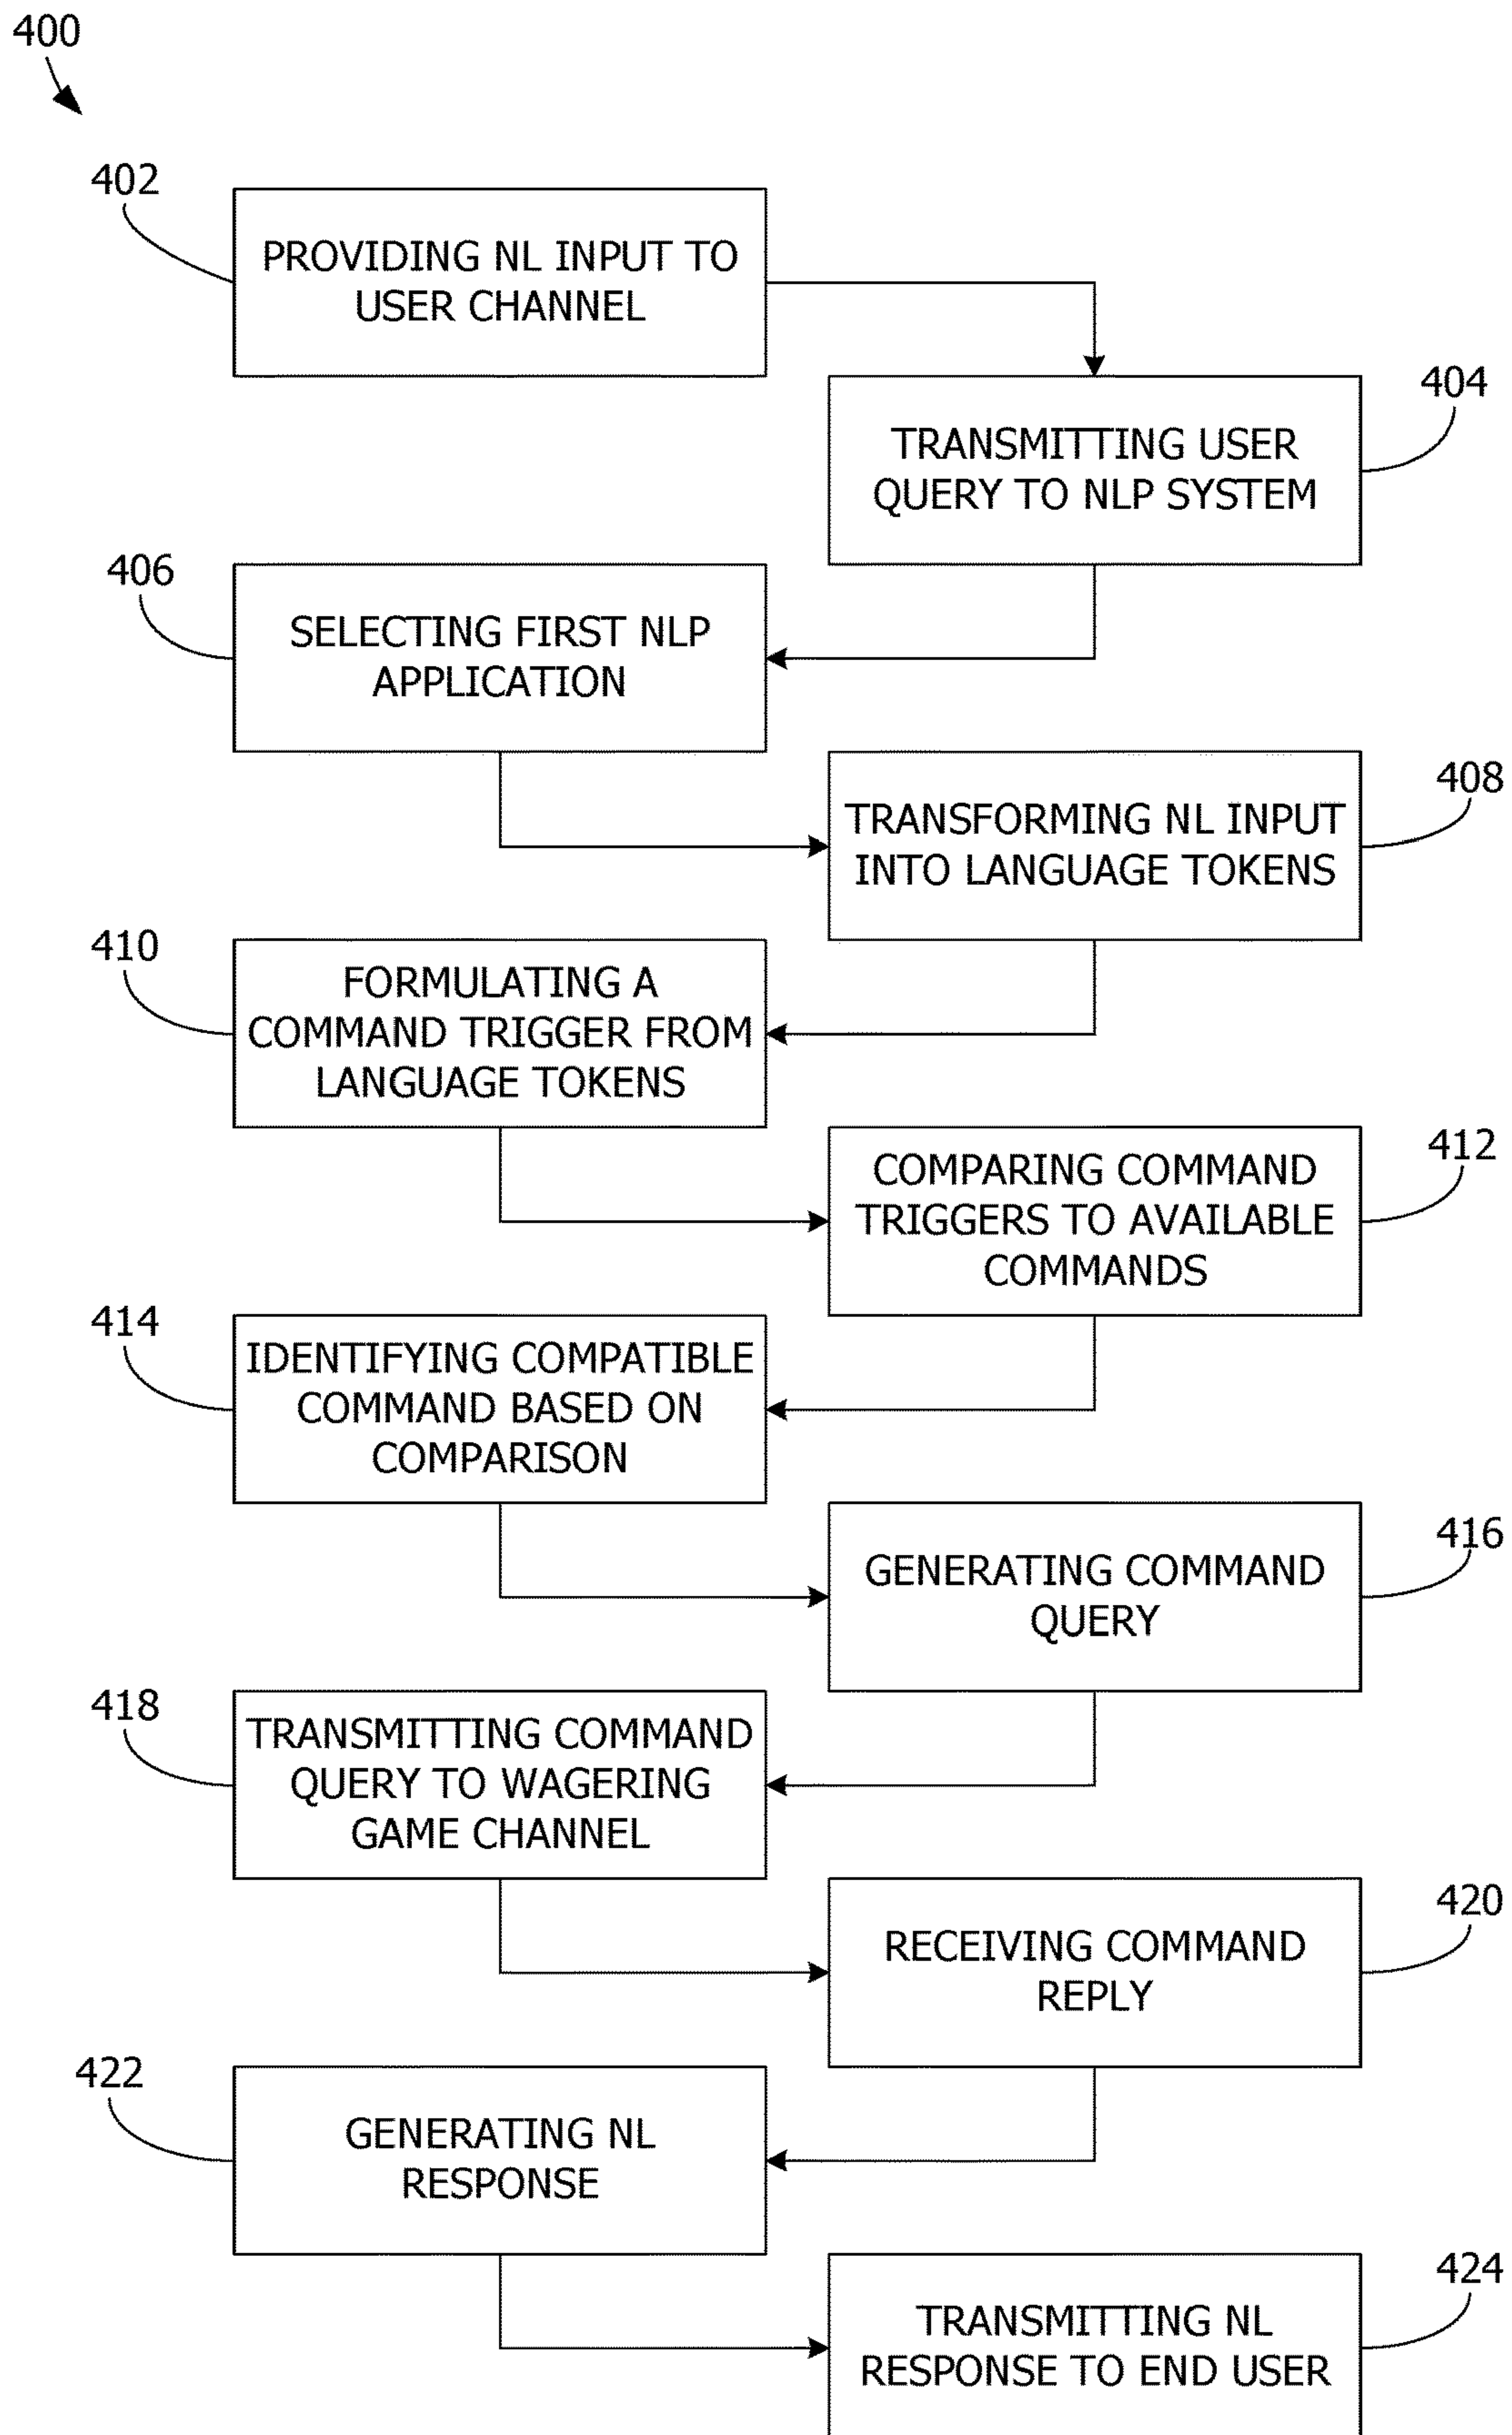 400
402
PROVIDING NL INPUT TO
USER CHANNEL
404
TRANSMITTING USER
QUERY TO NLP SYSTEM
406
SELECTING FIRST NLP
APPLICATION
408
TRANSFORMING NL INPUT
INTO LANGUAGE TOKENS
410
FORMULATING A
COMMAND TRIGGER FROM
LANGUAGE TOKENS
412
COMPARING COMMAND
TRIGGERS TO AVAILABLE
COMMANDS
414
IDENTIFYING COMPATIBLE
COMMAND BASED ON
COMPARISON
416
GENERATING COMMAND
QUERY
418
TRANSMITTING COMMAND
QUERY TO WAGERING
GAME CHANNEL
420
RECEIVING COMMAND
REPLY
422
GENERATING NL
RESPONSE
424
TRANSMITTING NL
RESPONSE TO END USER